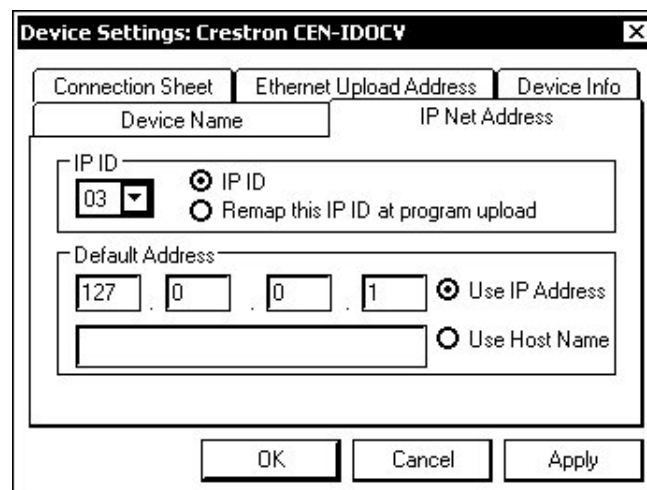 Device Settings: Crestron CEN-IDOCV
Connection Sheet Ethernet Upload Address Device Info
Device Name IP Net Address
IP ID
03 IP ID
Remap this IP ID at program upload
Default Address
127 . 0 . 0 . 1 Use IP Address
Use Host Name
OK Cancel Apply